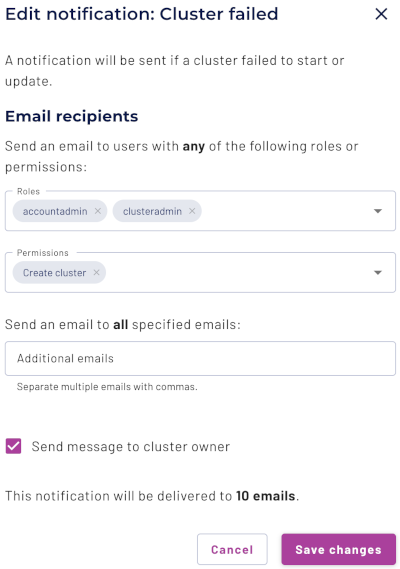 Edit notification: Cluster failed
A notification will be sent if a cluster failed to start or
update.
Email recipients
Send an email to users with any of the following roles or
permissions:
Roles
accountadmin
clusteradmin
Permissions
Create cluster
Send an email to all specified emails:
Additional emails
Separate multiple emails with commas.
Send message to cluster owner
This notification will be delivered to 10 emails.
Cancel
Save changes